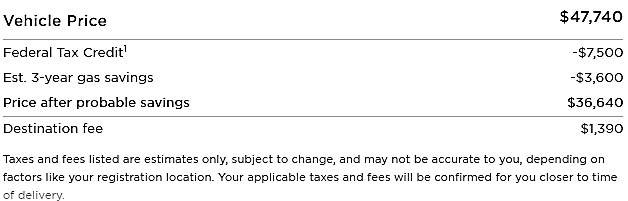 Vehicle Price $47,740
Federal Tax Credit¹ -$7,500
Est. 3-year gas savings -$3,600
Price after probable savings $36,640
Destination fee $1,390
Taxes and fees listed are estimates only, subject to change, and may not be accurate to you, depending on
factors like your registration location. Your applicable taxes and fees will be confirmed for you closer to time
of delivery.